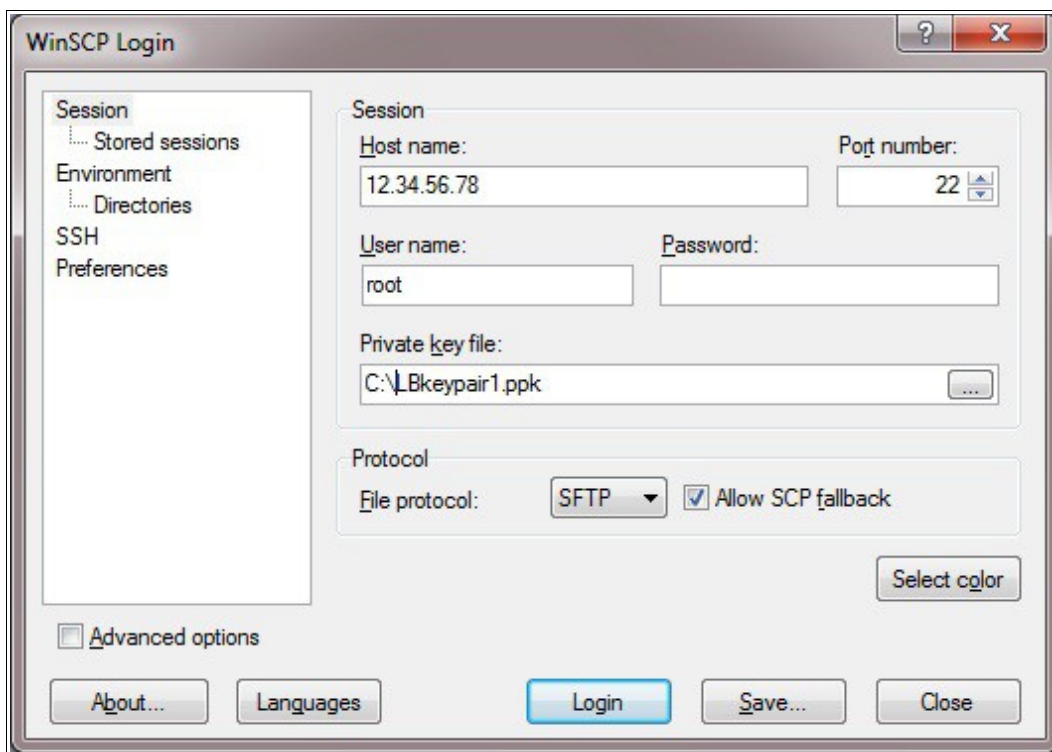 WinSCP Login
Session
Stored sessions
Environment
Directories
SSH
Preferences
Session
Host name: Port number:
12.34.56.78 22
User name: Password:
root
Private key file:
C:\LBkeypair1.ppk ...
Protocol
File protocol: SFTP Allow SCP fallback
Select color
Advanced options
About... Languages Login Save... Close